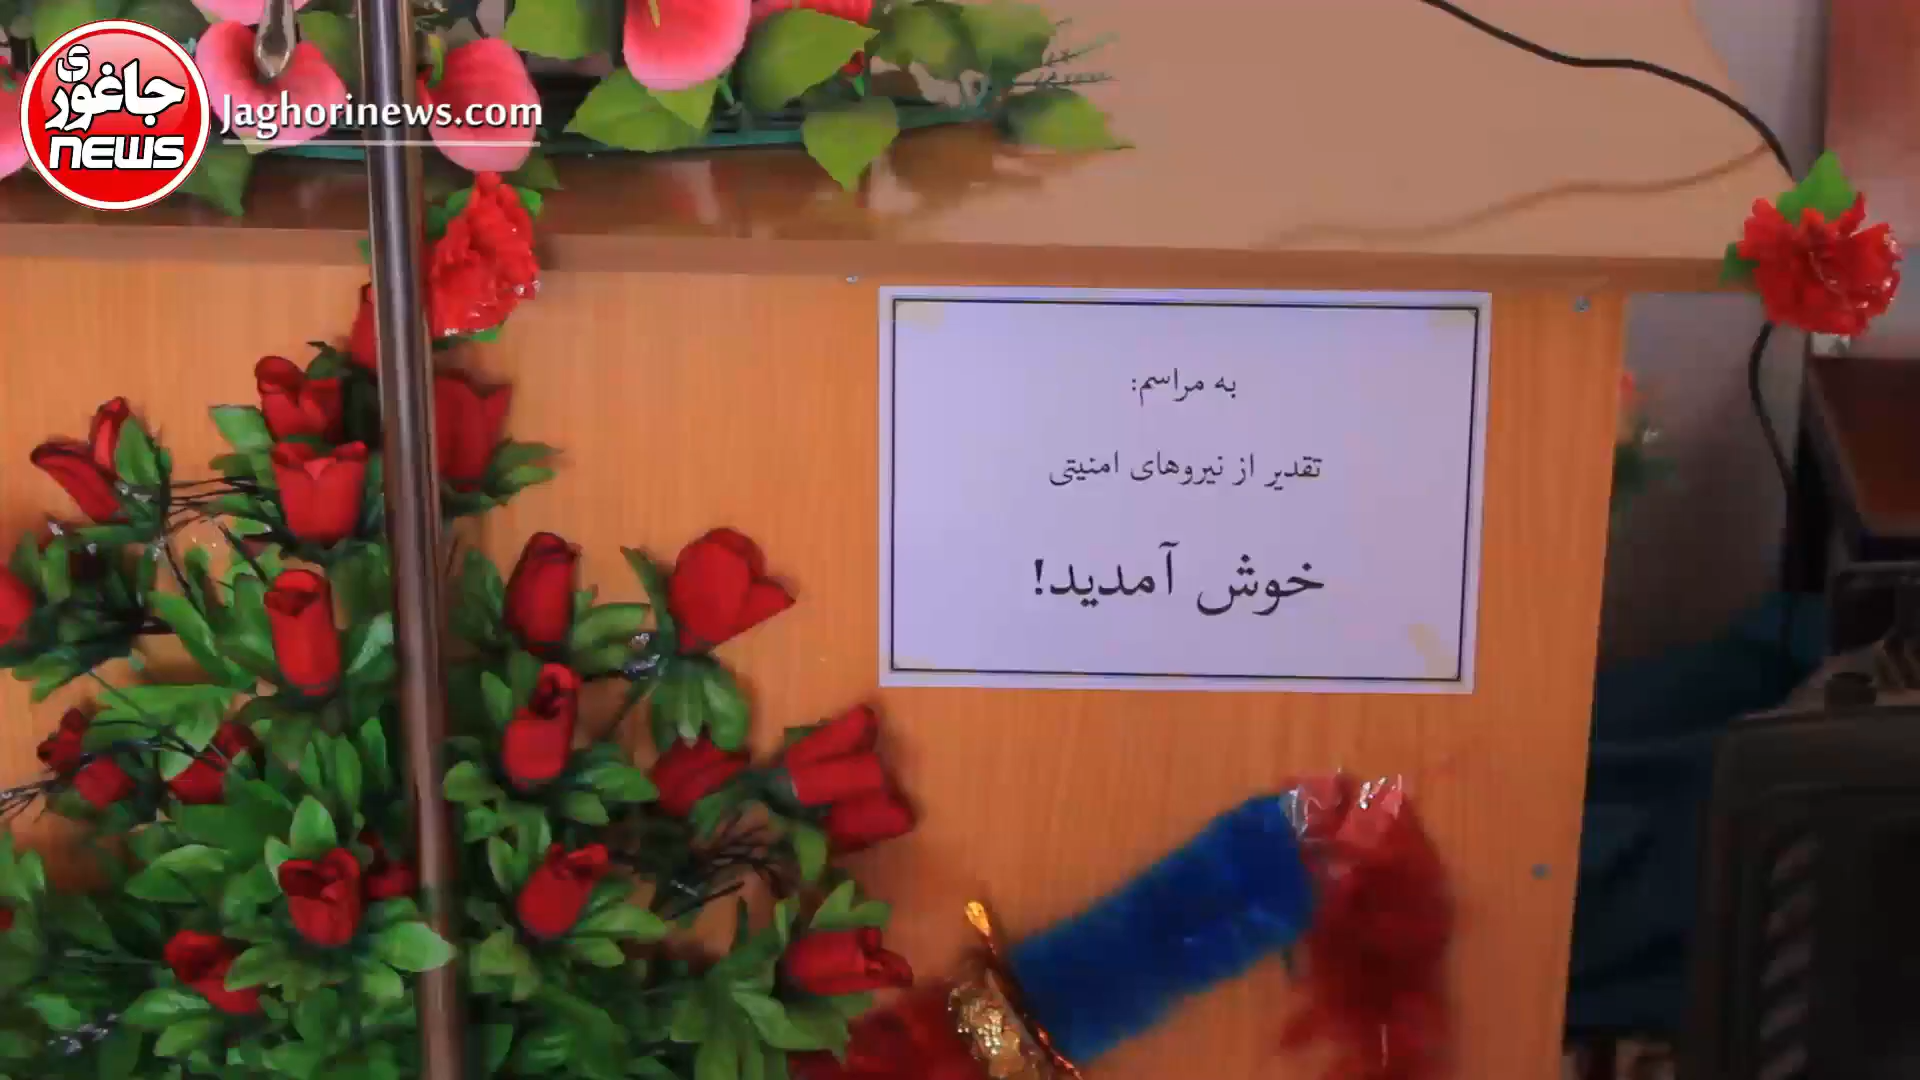 جاغوری
news
Jaghorinews.com
به مراسم:
تقدیر از نیروهای امنیتی
خوش آمدید!